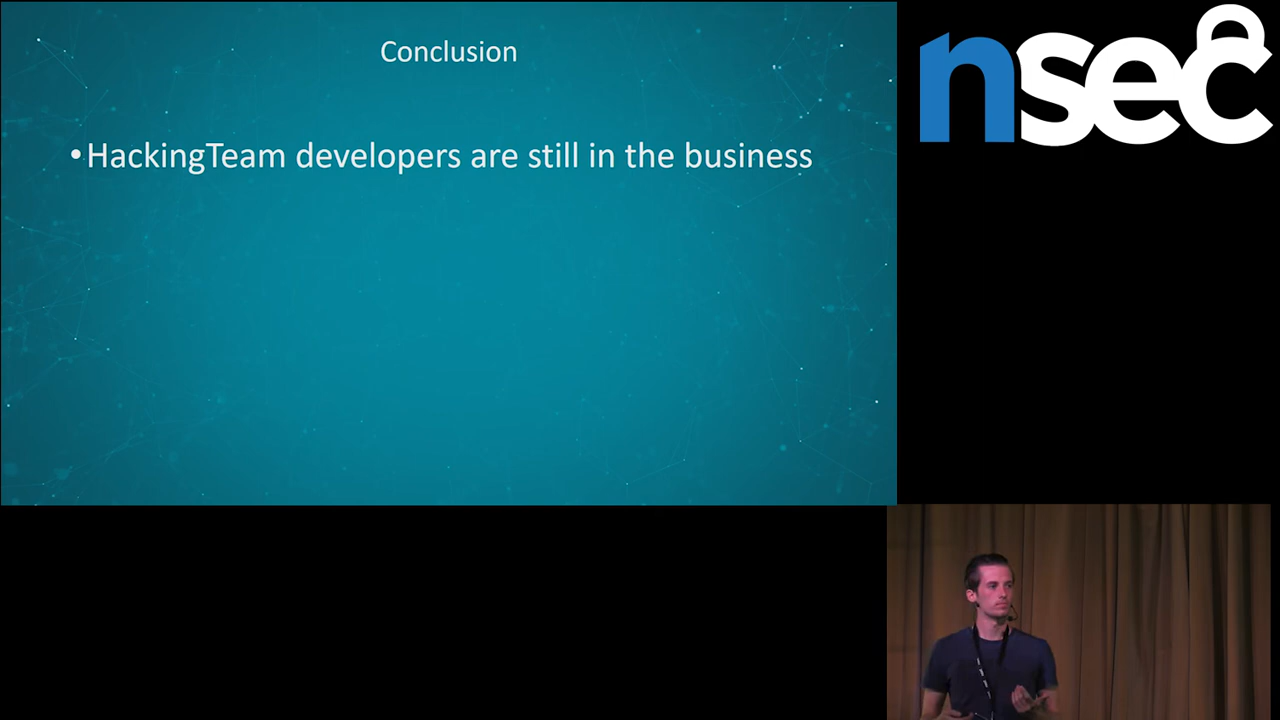 Conclusion
•HackingTeam developers are still in the business
nsec